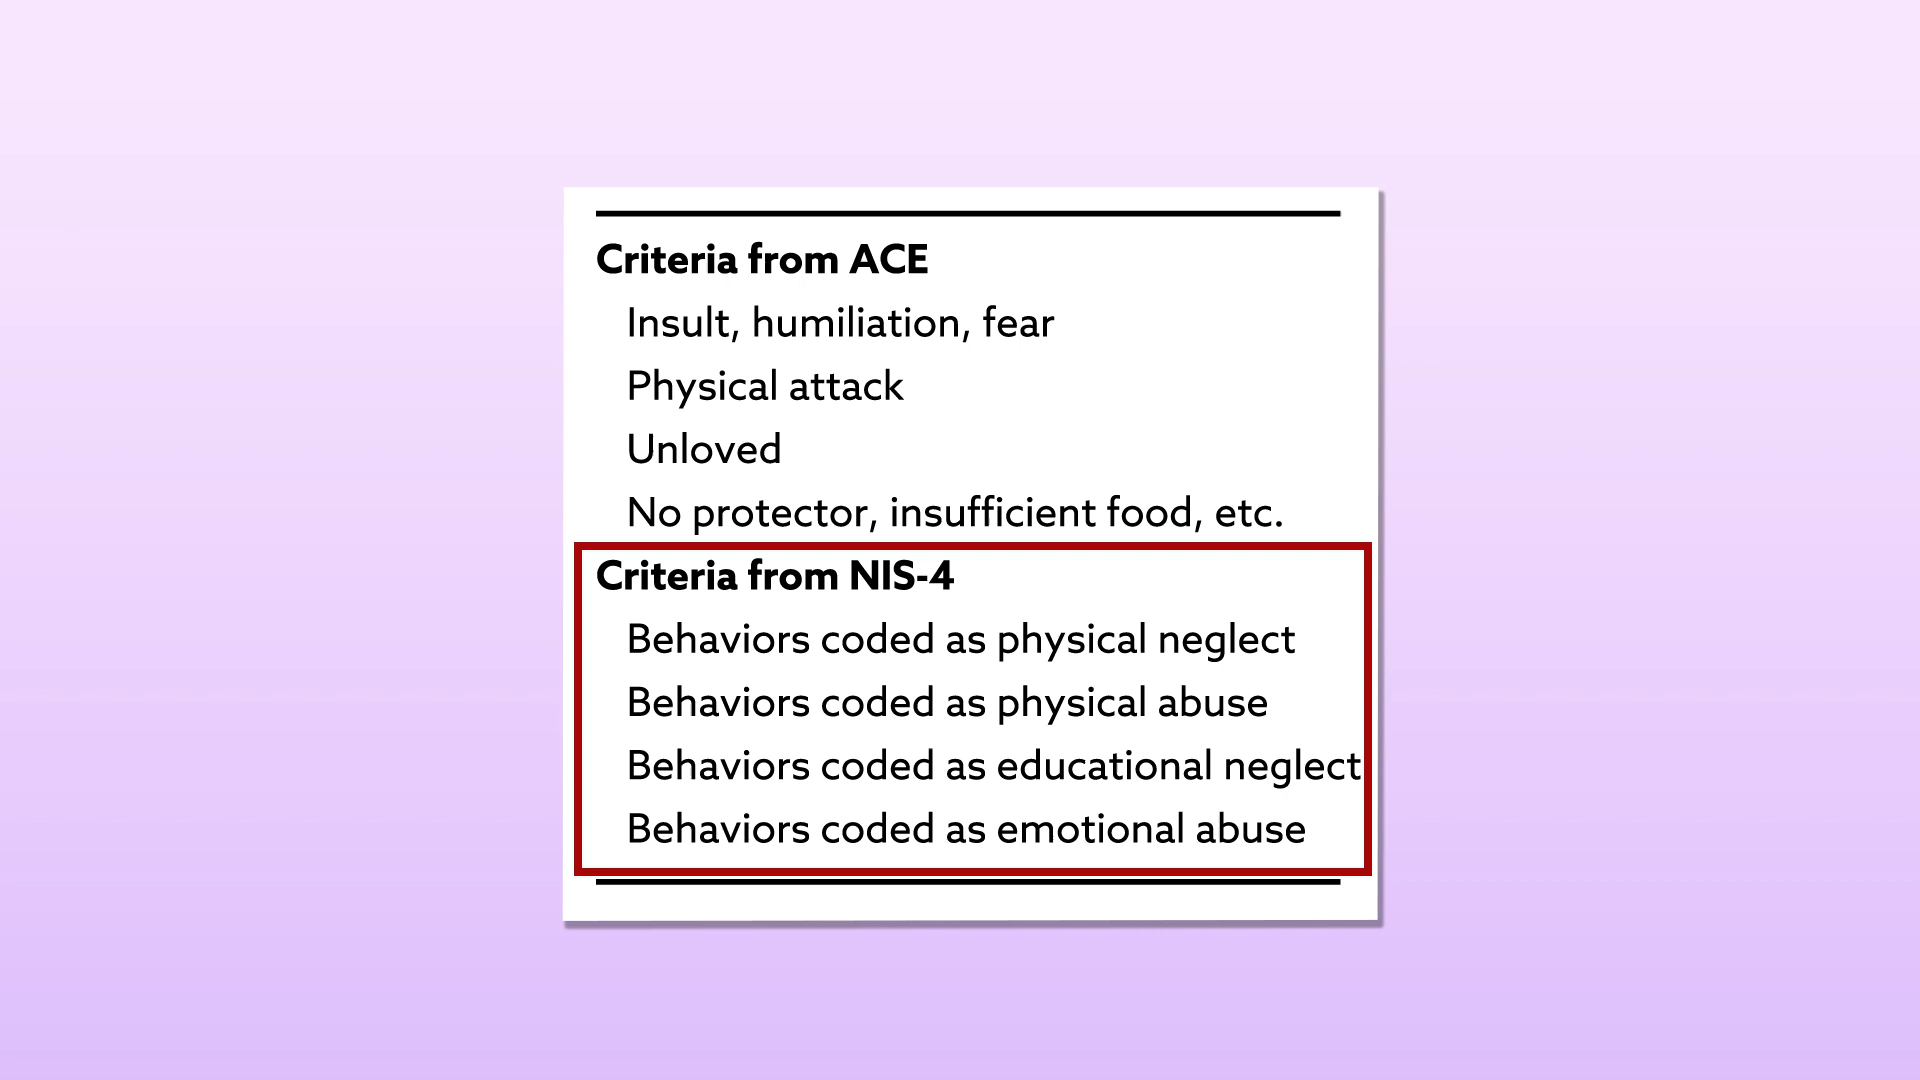 Criteria from ACE
Insult, humiliation, fear
Physical attack
Unloved
No protector, insufficient food, etc.
Criteria from NIS-4
Behaviors coded as physical neglect
Behaviors coded as physical abuse
Behaviors coded as educational neglect
Behaviors coded as emotional abuse